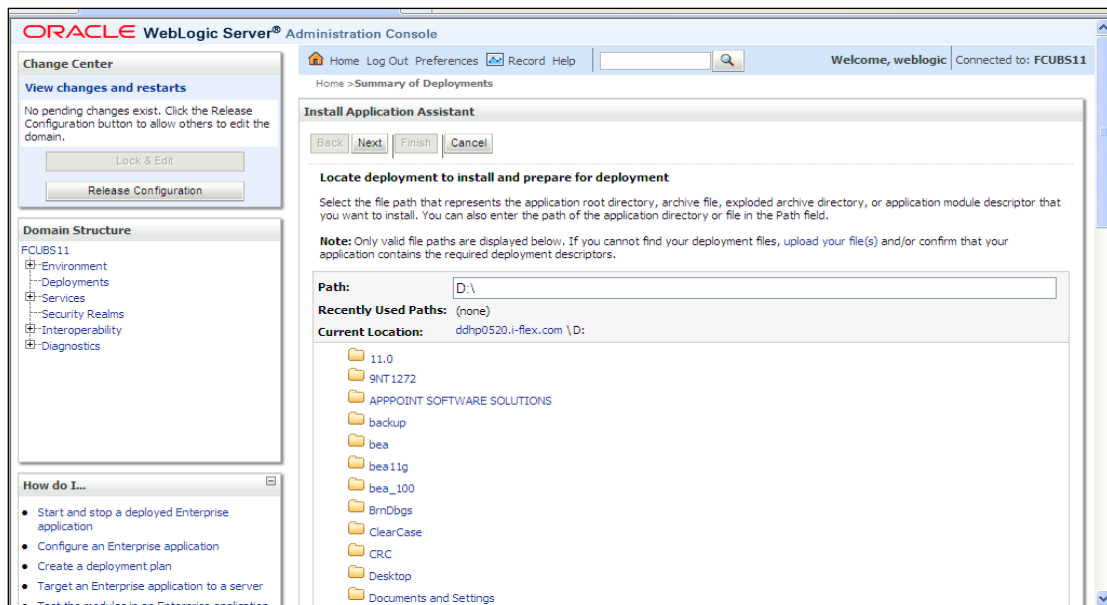 ORACLE WebLogic Server® Administration Console
Change Center
View changes and restarts
No pending changes exist. Click the Release
Configuration button to allow others to edit the
domain.
Lock & Edit
Release Configuration
Domain Structure
FCUBS11
Environment
Deployments
Services
Security Realms
Interoperability
Diagnostics
How do I...
Start and stop a deployed Enterprise
application
Configure an Enterprise application
Create a deployment plan
Target an Enterprise application to a server
Test the modules in an Enterprise application
Home Log Out Preferences Record Help
Welcome, weblogic Connected to: FCUBS11
Home >Summary of Deployments
Install Application Assistant
Back Next Finish Cancel
Locate deployment to install and prepare for deployment
Select the file path that represents the application root directory, archive file, exploded archive directory, or application module descriptor that
you want to install. You can also enter the path of the application directory or file in the Path field.
Note: Only valid file paths are displayed below. If you cannot find your deployment files, upload your file(s) and/or confirm that your
application contains the required deployment descriptors.
Path: D:\
Recently Used Paths: (none)
Current Location: ddhp0520.i-flex.com \D:
11.0
9NT1272
APPPOINT SOFTWARE SOLUTIONS
backup
bea
bea11g
bea_100
BrnDbgs
ClearCase
CRC
Desktop
Documents and Settings